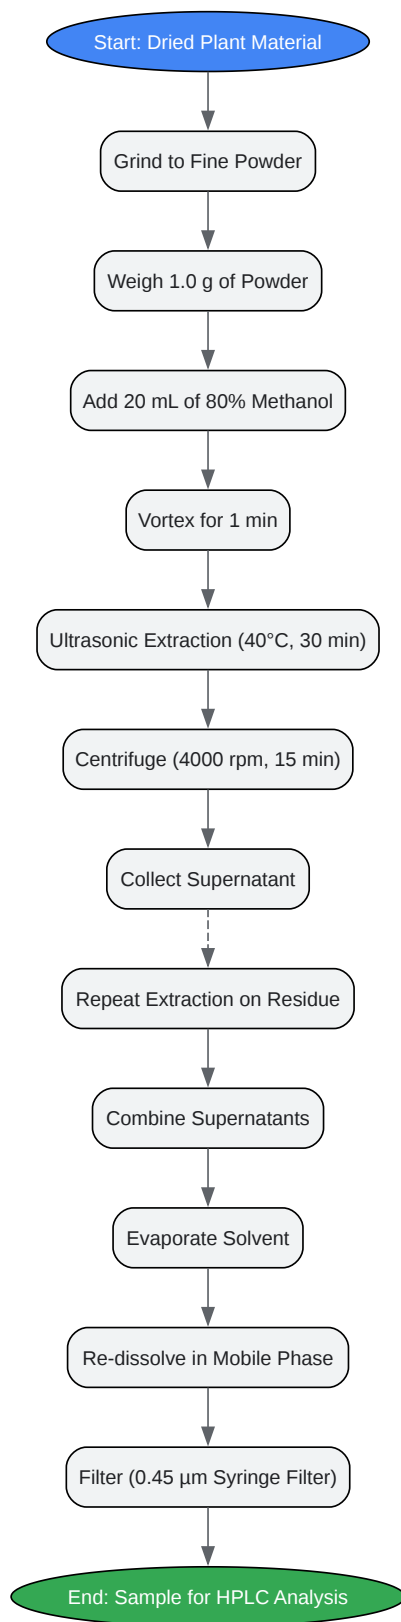 Start: Dried Plant Material
Grind to Fine Powder
Weigh 1.0 g of Powder
Add 20 mL of 80% Methanol
Vortex for 1 min
Ultrasonic Extraction (40°C, 30 min)
Centrifuge (4000 rpm, 15 min)
Collect Supernatant
Repeat Extraction on Residue
Combine Supernatants
Evaporate Solvent
Re-dissolve in Mobile Phase
Filter (0.45 µm Syringe Filter)
End: Sample for HPLC Analysis